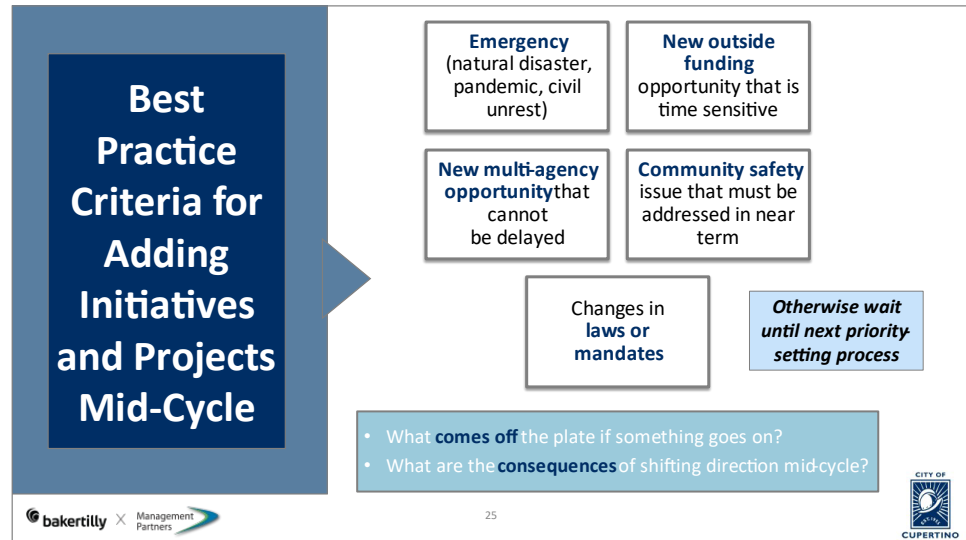 Best
Practice
Criteria for
Adding
Initiatives
and Projects
Mid-Cycle
Emergency
(natural disaster,
pandemic, civil
unrest)
New outside
funding
opportunity that is
time sensitive
New multi-agency
opportunity that
cannot
be delayed
Community safety
issue that must be
addressed in near
term
Changes in
laws or
mandates
Otherwise wait
until next priority-
setting process
• What comes off the plate if something goes on?
• What are the consequences of shifting direction mid-cycle?
bakertilly X Management
Partners
25
CITY OF
EST. 1955
CUPERTINO